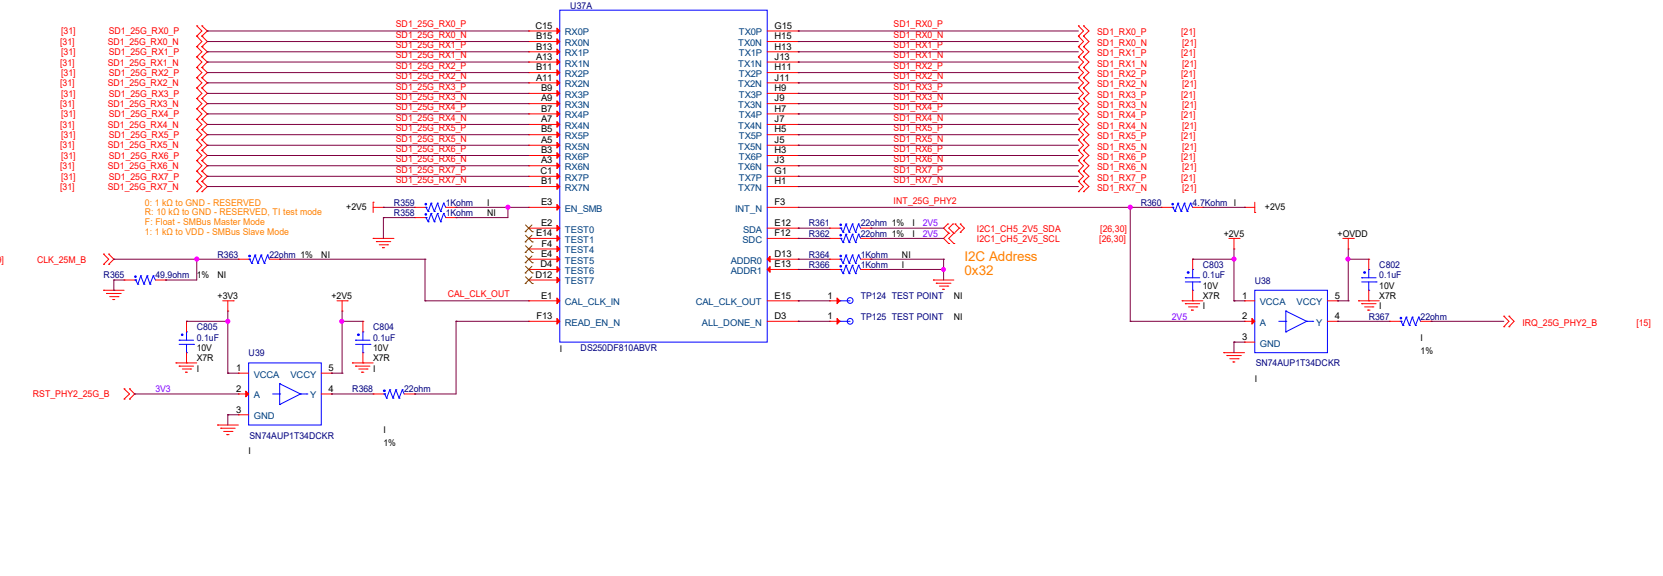 U37A
[31] SD1_25G_RX0_P SD1_25G_RX0_P C15 RX0P TX0P G15 SD1_RX0_P SD1_RX0_P [21]
[31] SD1_25G_RX0_N SD1_25G_RX0_N B15 RX0N TX0N H15 SD1_RX0_N SD1_RX0_N [21]
[31] SD1_25G_RX1_P SD1_25G_RX1_P B13 RX1P TX1P H13 SD1_RX1_P SD1_RX1_P [21]
[31] SD1_25G_RX1_N SD1_25G_RX1_N A13 RX1N TX1N J13 SD1_RX1_N SD1_RX1_N [21]
[31] SD1_25G_RX2_P SD1_25G_RX2_P B11 RX2P TX2P H11 SD1_RX2_P SD1_RX2_P [21]
[31] SD1_25G_RX2_N SD1_25G_RX2_N A11 RX2N TX2N J11 SD1_RX2_N SD1_RX2_N [21]
[31] SD1_25G_RX3_P SD1_25G_RX3_P B9 RX3P TX3P H9 SD1_RX3_P SD1_RX3_P [21]
[31] SD1_25G_RX3_N SD1_25G_RX3_N A9 RX3N TX3N J9 SD1_RX3_N SD1_RX3_N [21]
[31] SD1_25G_RX4_P SD1_25G_RX4_P B7 RX4P TX4P H7 SD1_RX4_P SD1_RX4_P [21]
[31] SD1_25G_RX4_N SD1_25G_RX4_N A7 RX4N TX4N J7 SD1_RX4_N SD1_RX4_N [21]
[31] SD1_25G_RX5_P SD1_25G_RX5_P B5 RX5P TX5P H5 SD1_RX5_P SD1_RX5_P [21]
[31] SD1_25G_RX5_N SD1_25G_RX5_N A5 RX5N TX5N J5 SD1_RX5_N SD1_RX5_N [21]
[31] SD1_25G_RX6_P SD1_25G_RX6_P B3 RX6P TX6P H3 SD1_RX6_P SD1_RX6_P [21]
[31] SD1_25G_RX6_N SD1_25G_RX6_N A3 RX6N TX6N J3 SD1_RX6_N SD1_RX6_N [21]
[31] SD1_25G_RX7_P SD1_25G_RX7_P C1 RX7P TX7P G1 SD1_RX7_P SD1_RX7_P [21]
[31] SD1_25G_RX7_N SD1_25G_RX7_N B1 RX7N TX7N H1 SD1_RX7_N SD1_RX7_N [21]
0: 1 kΩ to GND - RESERVED
R: 10 kΩ to GND - RESERVED, TI test mode
F: Float - SMBus Master Mode
1: 1 kΩ to VDD - SMBus Slave Mode
+2V5 R359 1Kohm I E3 EN_SMB INT_N F3 INT_25G_PHY2 R360 4.7Kohm I +2V5
R358 1Kohm NI
E2 TEST0 SDA E12 R361 22ohm 1% I 2V5 I2C1_CH5_2V5_SDA [26,30]
E14 TEST1 SDC F12 R362 22ohm 1% I 2V5 I2C1_CH5_2V5_SCL [26,30]
F4 TEST4
E4 TEST5 ADDR0 D13 R364 1Kohm NI
D4 TEST6 ADDR1 E13 R366 1Kohm I
D12 TEST7
I2C Address
0x32
CLK_25M_B R363 22ohm 1% NI
R365 49.9ohm 1% NI
CAL_CLK_OUT E1 CAL_CLK_IN CAL_CLK_OUT E15 1 TP124 TEST POINT NI
F13 READ_EN_N ALL_DONE_N D3 1 TP125 TEST POINT NI
I DS250DF810ABVR
+3V3 +2V5
C805
0.1uF
10V
X7R
I
C804
0.1uF
10V
X7R
I
U39
1 VCCA VCCY 5
RST_PHY2_25G_B 3V3 2 A Y 4 R368 22ohm
3 GND
SN74AUP1T34DCKR
I
I
1%
+2V5 +OVDD
C803
0.1uF
10V
X7R
I
C802
0.1uF
10V
X7R
I
U38
1 VCCA VCCY 5
2V5 2 A Y 4 R367 22ohm IRQ_25G_PHY2_B [15]
3 GND
SN74AUP1T34DCKR
I
I
1%